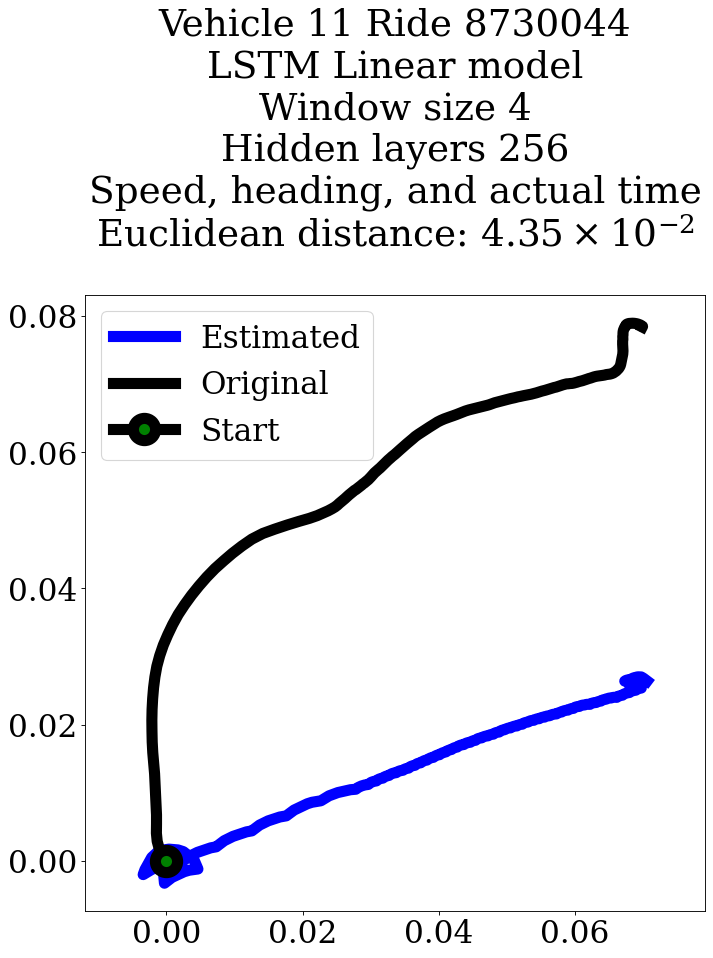 Vehicle 11 Ride 8730044
LSTM Linear model
Window size 4
Hidden layers 256
Speed, heading, and actual time
Euclidean distance: 4.35 × 10⁻²
Estimated
Original
Start
0.08
0.06
0.04
0.02
0.00
0.00 0.02 0.04 0.06